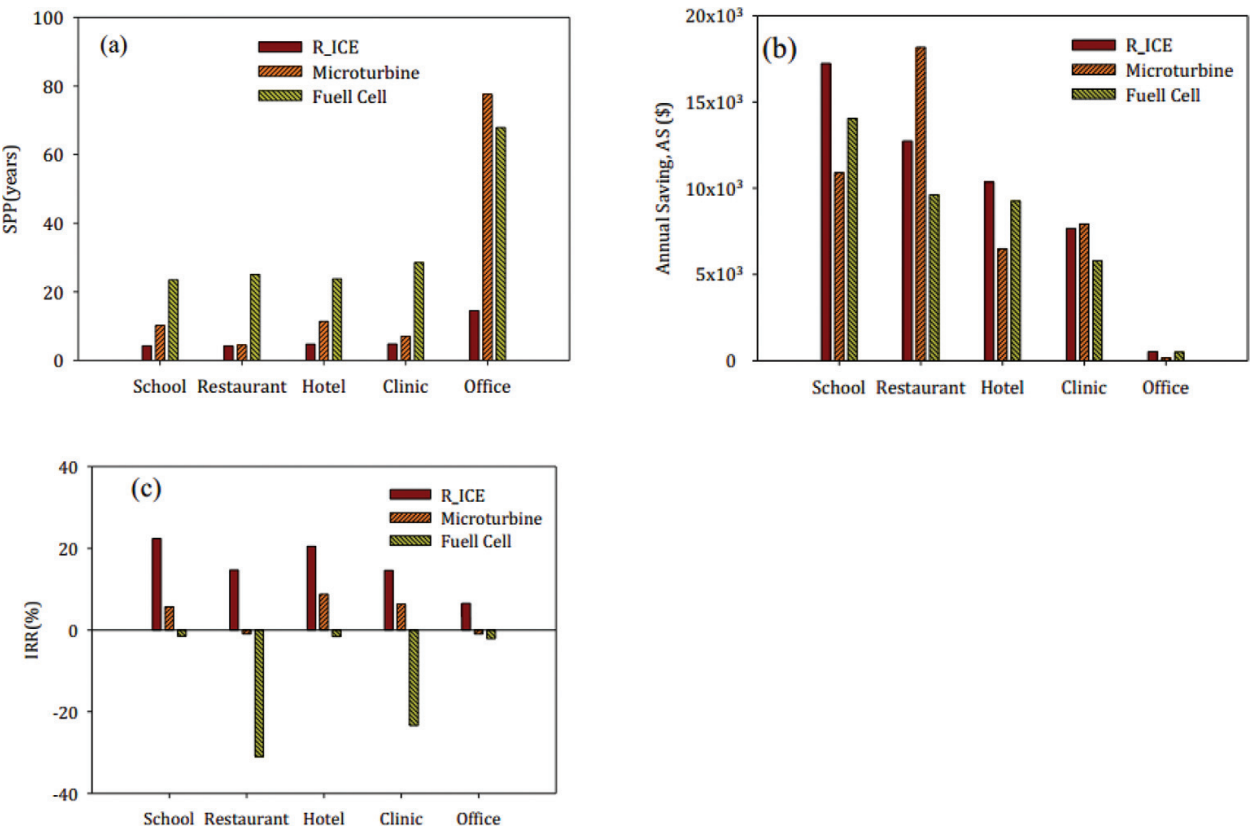 (a)
R_ICE
Microturbine
Fuell Cell
SPP(years)
100
80
60
40
20
0
School Restaurant Hotel Clinic Office
(b)
R_ICE
Microturbine
Fuell Cell
Annual Saving, AS ($)
20x10³
15x10³
10x10³
5x10³
0
School Restaurant Hotel Clinic Office
(c)
R_ICE
Microturbine
Fuell Cell
IRR(%)
40
20
0
-20
-40
School Restaurant Hotel Clinic Office